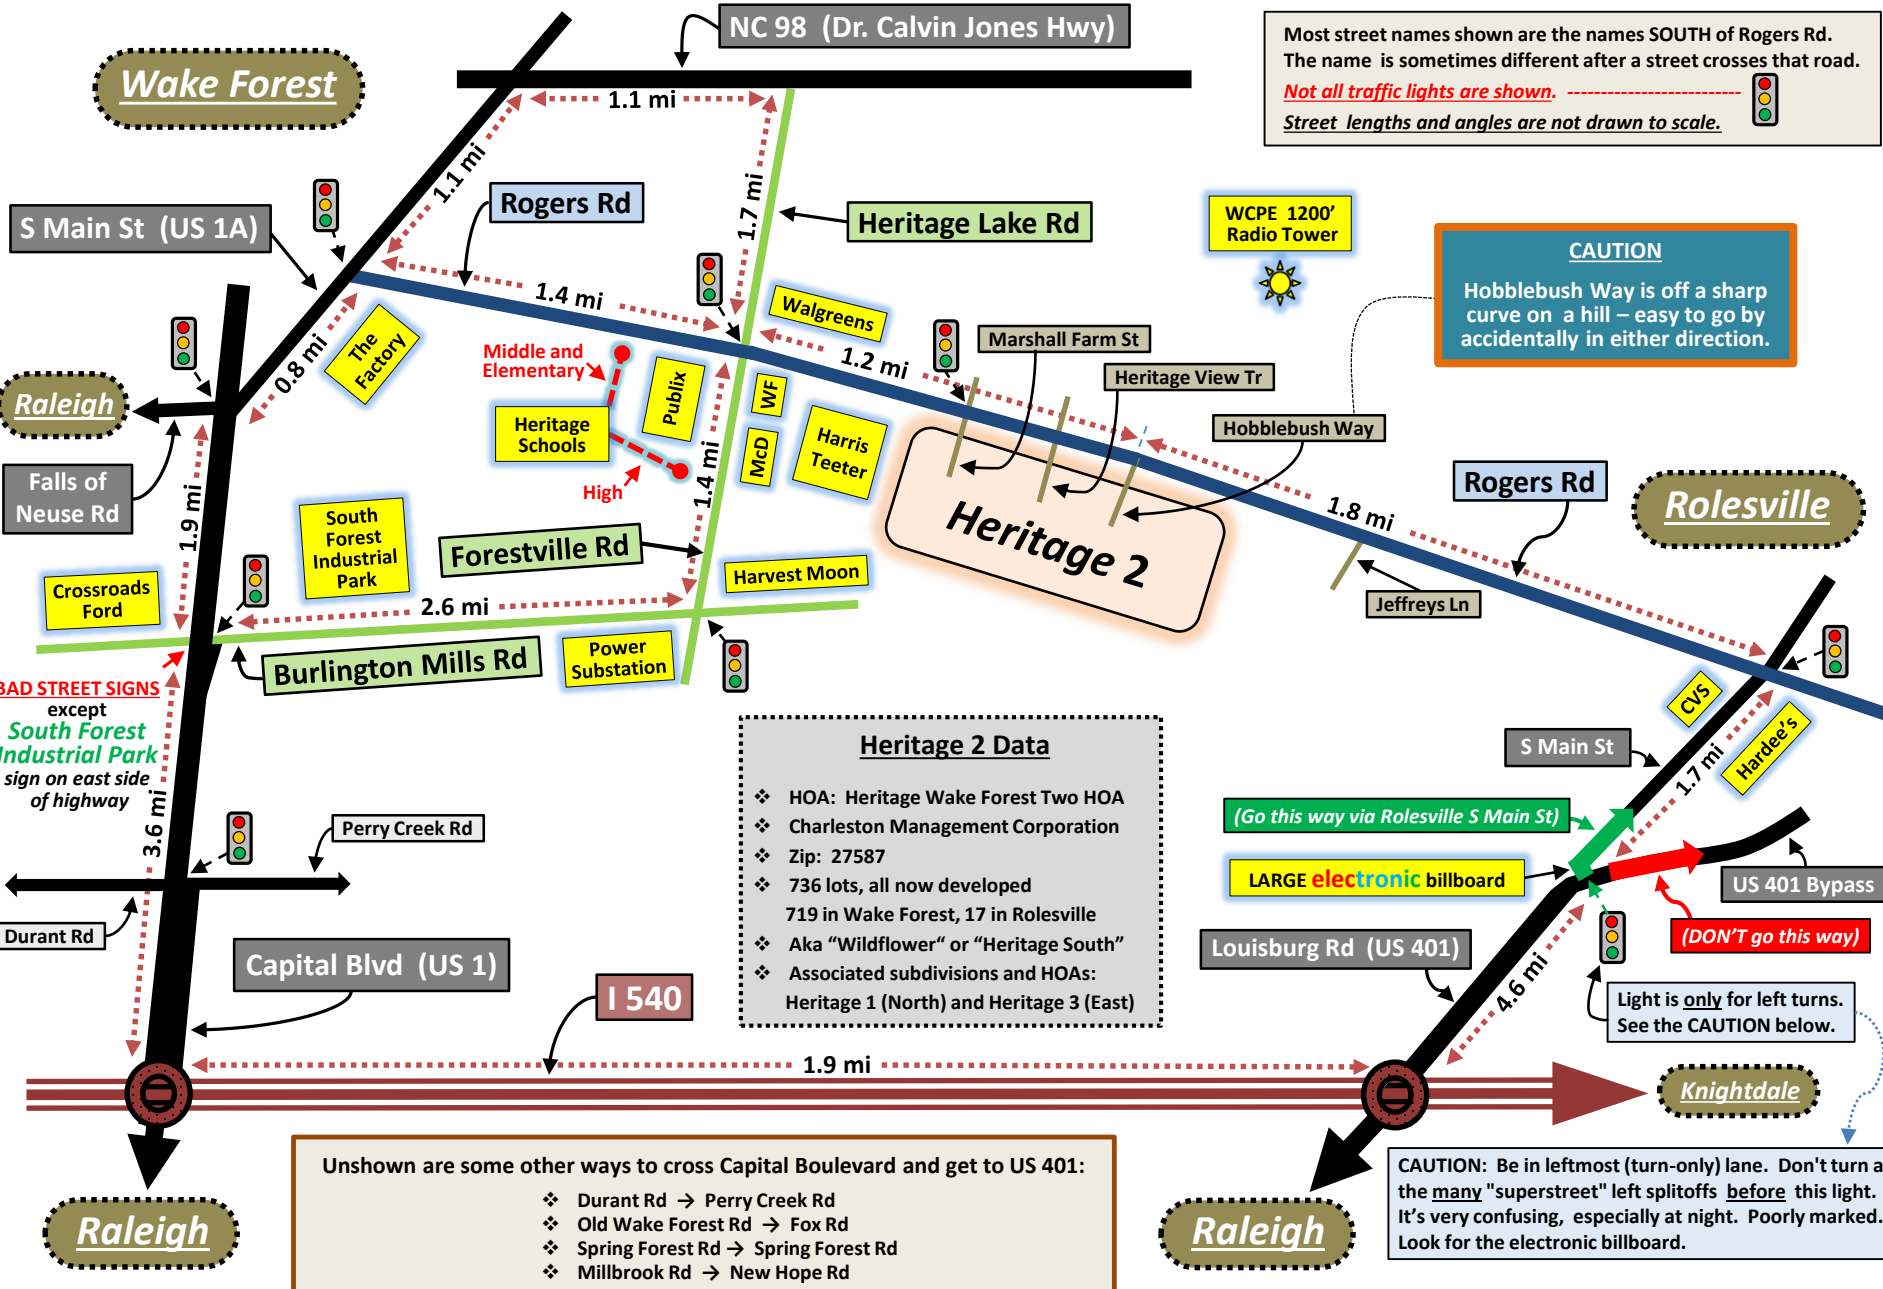 NC 98 (Dr. Calvin Jones Hwy)
Wake Forest
Most street names shown are the names SOUTH of Rogers Rd.
The name is sometimes different after a street crosses that road.
Not all traffic lights are shown. --------------------------
Street lengths and angles are not drawn to scale.
1.1 mi
1.1 mi
1.7 mi
S Main St (US 1A)
Rogers Rd
Heritage Lake Rd
WCPE 1200’
Radio Tower
CAUTION
Hobblebush Way is off a sharp
curve on a hill – easy to go by
accidentally in either direction.
1.4 mi
Walgreens
1.2 mi
0.8 mi
The
Factory
Middle and
Elementary
Publix
WF
McD
Harris
Teeter
Marshall Farm St
Heritage View Tr
Hobblebush Way
Raleigh
Falls of
Neuse Rd
Heritage
Schools
High
1.4 mi
1.9 mi
Heritage 2
1.8 mi
Rogers Rd
Rolesville
South
Forest
Industrial
Park
Forestville Rd
Harvest Moon
Crossroads
Ford
2.6 mi
Jeffreys Ln
Burlington Mills Rd
Power
Substation
BAD STREET SIGNS
except
South Forest
Industrial Park
sign on east side
of highway
3.6 mi
Perry Creek Rd
Durant Rd
Capital Blvd (US 1)
I 540
Heritage 2 Data
❖ HOA: Heritage Wake Forest Two HOA
❖ Charleston Management Corporation
❖ Zip: 27587
❖ 736 lots, all now developed
719 in Wake Forest, 17 in Rolesville
❖ Aka “Wildflower“ or “Heritage South”
❖ Associated subdivisions and HOAs:
Heritage 1 (North) and Heritage 3 (East)
CVS
Hardee’s
S Main St
1.7 mi
(Go this way via Rolesville S Main St)
LARGE electronic billboard
US 401 Bypass
(DON’T go this way)
Louisburg Rd (US 401)
4.6 mi
Light is only for left turns.
See the CAUTION below.
1.9 mi
Knightdale
Unshown are some other ways to cross Capital Boulevard and get to US 401:
❖ Durant Rd → Perry Creek Rd
❖ Old Wake Forest Rd → Fox Rd
❖ Spring Forest Rd → Spring Forest Rd
❖ Millbrook Rd → New Hope Rd
Raleigh
Raleigh
CAUTION: Be in leftmost (turn-only) lane. Don't turn a
the many "superstreet" left splitoffs before this light.
It’s very confusing, especially at night. Poorly marked.
Look for the electronic billboard.